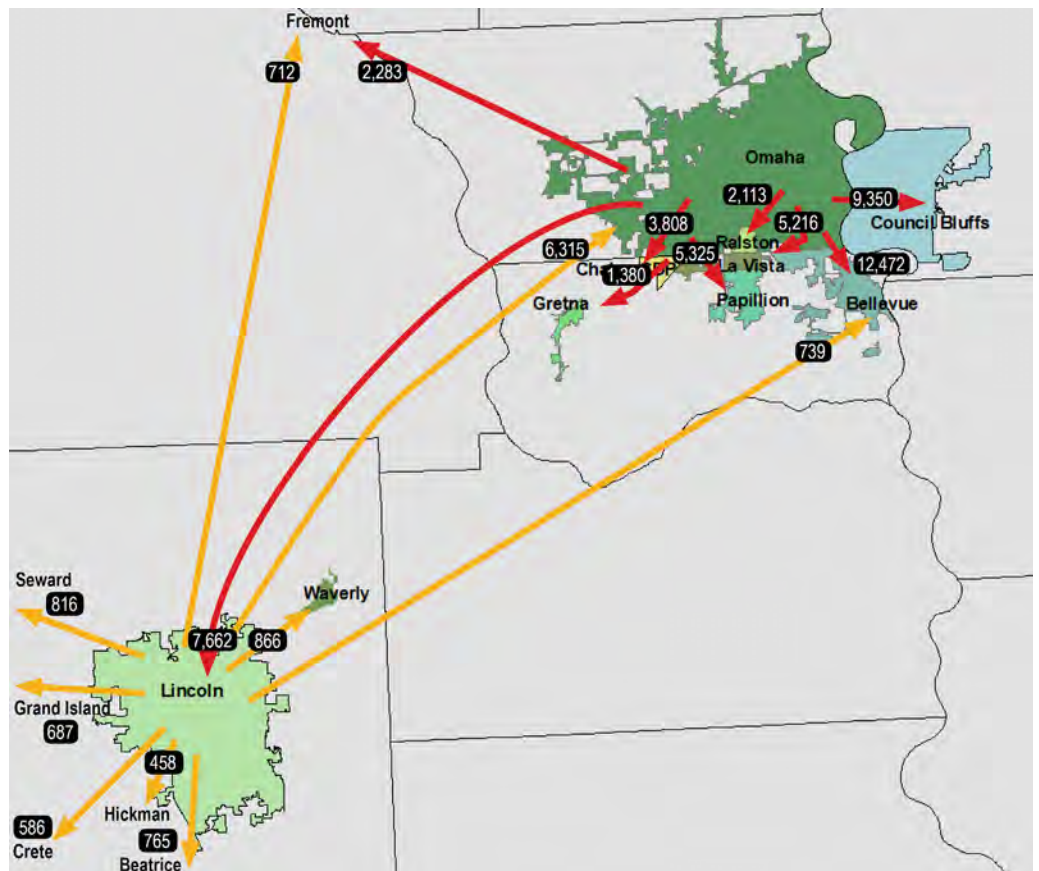 Fremont
712
2,283
Omaha
2,113
9,350
3,808
5,216
Council Bluffs
6,315
Ralston
5,325
La Vista
12,472
1,380
Gretna
Papillion
Bellevue
739
Seward
816
Waverly
7,662
866
Lincoln
Grand Island
687
458
Hickman
586
765
Crete
Beatrice